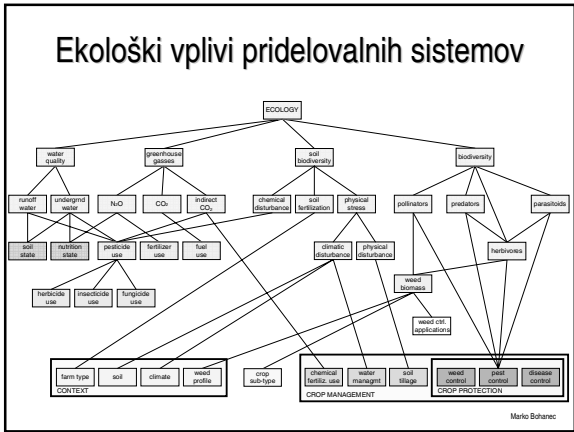 Ekološki vplivi pridelovalnih sistemov
ECOLOGY
water
quality
greenhouse
gasses
soil
biodiversity
biodiversity
runoff
water
undergrnd
water
N₂O
CO₂
indirect
CO₂
chemical
disturbance
soil
fertilization
physical
stress
pollinators
predators
parasitoids
soil
state
nutrition
state
pesticide
use
fertilizer
use
fuel
use
climatic
disturbance
physical
disturbance
herbivores
herbicide
use
insecticide
use
fungicide
use
weed
biomass
weed ctrl.
applications
farm type
soil
climate
weed
profile
CONTEXT
crop
sub-type
chemical
fertiliz. use
water
managmt
soil
tillage
CROP MANAGEMENT
weed
control
pest
control
disease
control
CROP PROTECTION
Marko Bohanec